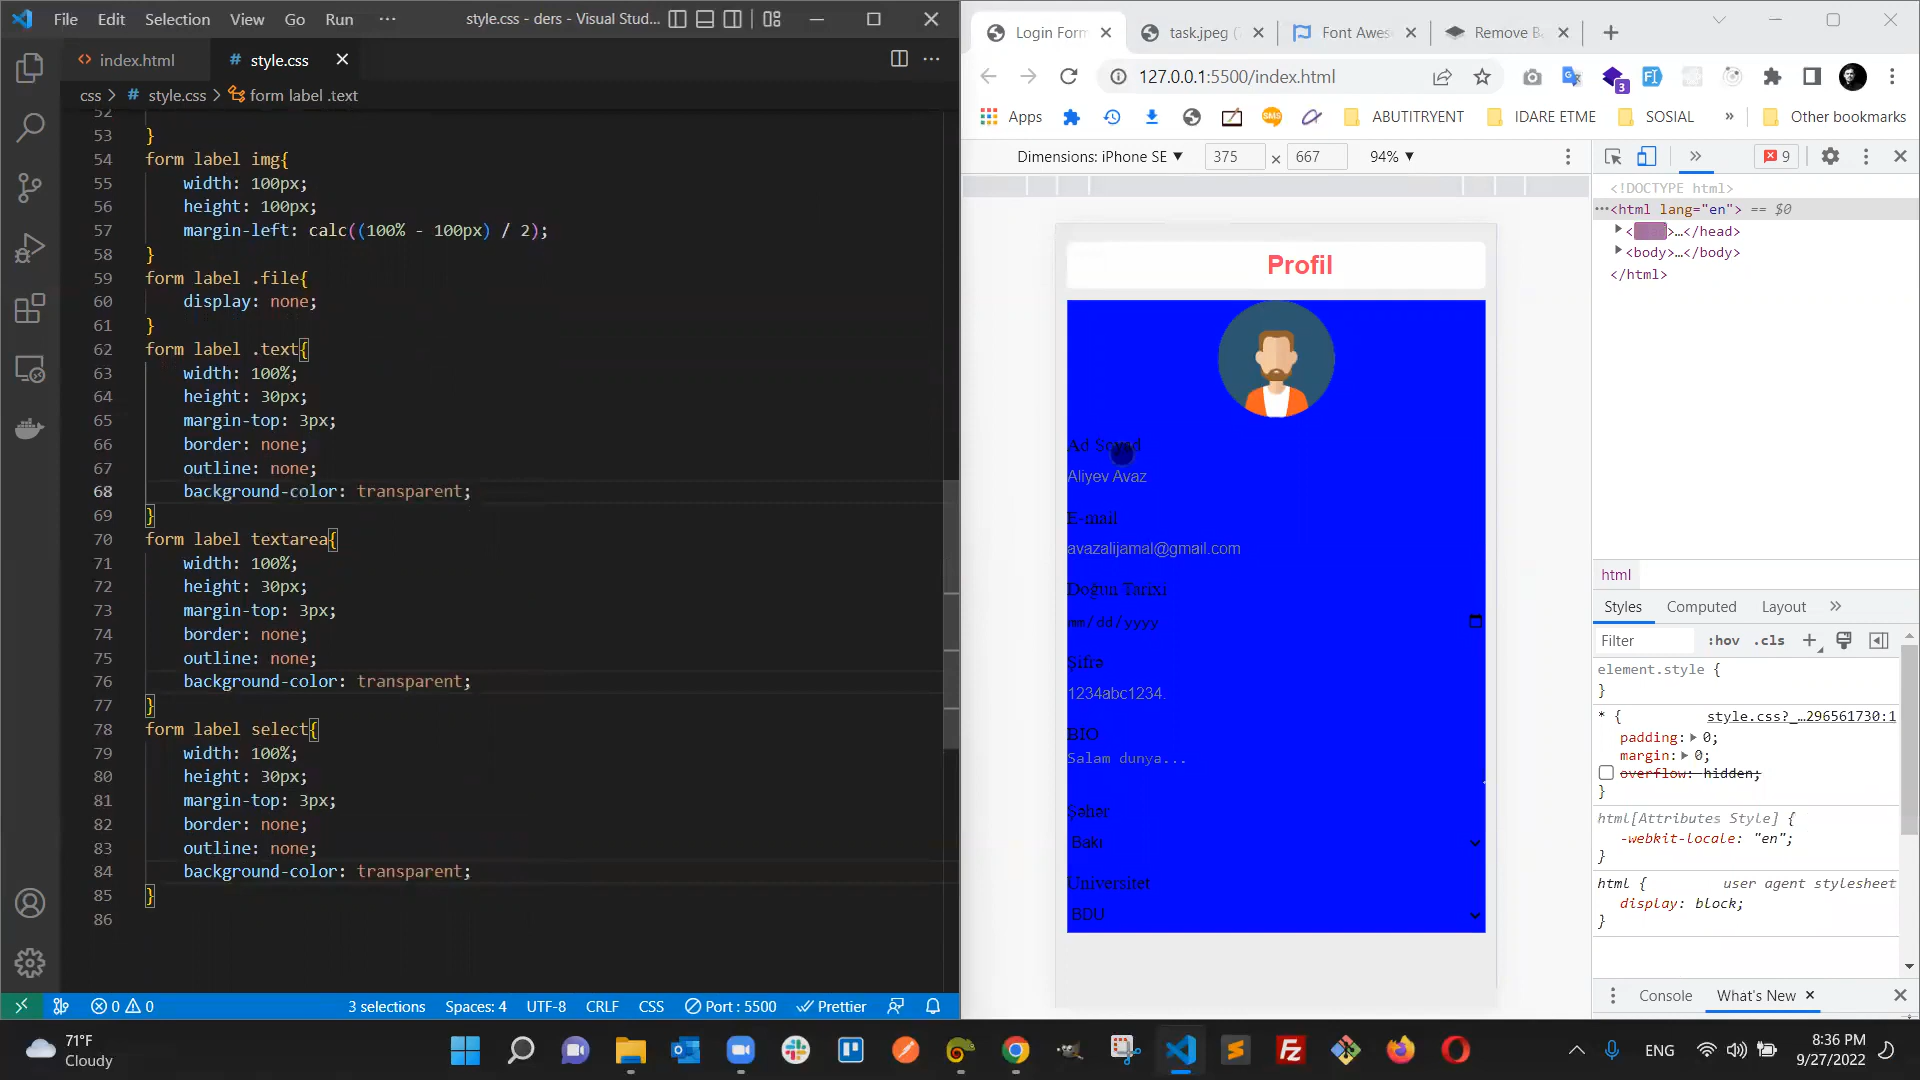 File Edit Selection View Go Run ··· style.css - ders - Visual Stud...
index.html # style.css
css > # style.css > form label .text
52
53 }
54 form label img{
55 width: 100px;
56 height: 100px;
57 margin-left: calc((100% - 100px) / 2);
58 }
59 form label .file{
60 display: none;
61 }
62 form label .text{
63 width: 100%;
64 height: 30px;
65 margin-top: 3px;
66 border: none;
67 outline: none;
68 background-color: transparent;
69 }
70 form label textarea{
71 width: 100%;
72 height: 30px;
73 margin-top: 3px;
74 border: none;
75 outline: none;
76 background-color: transparent;
77 }
78 form label select{
79 width: 100%;
80 height: 30px;
81 margin-top: 3px;
82 border: none;
83 outline: none;
84 background-color: transparent;
85 }
86
0 0 3 selections Spaces: 4 UTF-8 CRLF CSS Port : 5500 Prettier
Login Form task.jpeg ( Font Awes Remove B
127.0.0.1:5500/index.html
3
Apps SMS ABUTITRYENT IDARE ETME SOSIAL » Other bookmarks
Dimensions: iPhone SE 375 × 667 94%
Profil
Ad Soyad
Aliyev Avaz
E-mail
avazalijamal@gmail.com
Doğun Tarixi
mm/dd/yyyy
Şifrə
1234abc1234.
BIO
Salam dunya...
Şəhər
Bakı
Universitet
BDU
» 9
<!DOCTYPE html>
···<html lang="en"> == $0
<head>…</head>
<body>…</body>
</html>
html
Styles Computed Layout »
Filter :hov .cls
element.style {
}
* { style.css?_…296561730:1
padding: 0;
margin: 0;
overflow: hidden;
}
html[Attributes Style] {
-webkit-locale: "en";
}
html { user agent stylesheet
display: block;
}
Console What's New
71°F
Cloudy
ENG
8:36 PM
9/27/2022